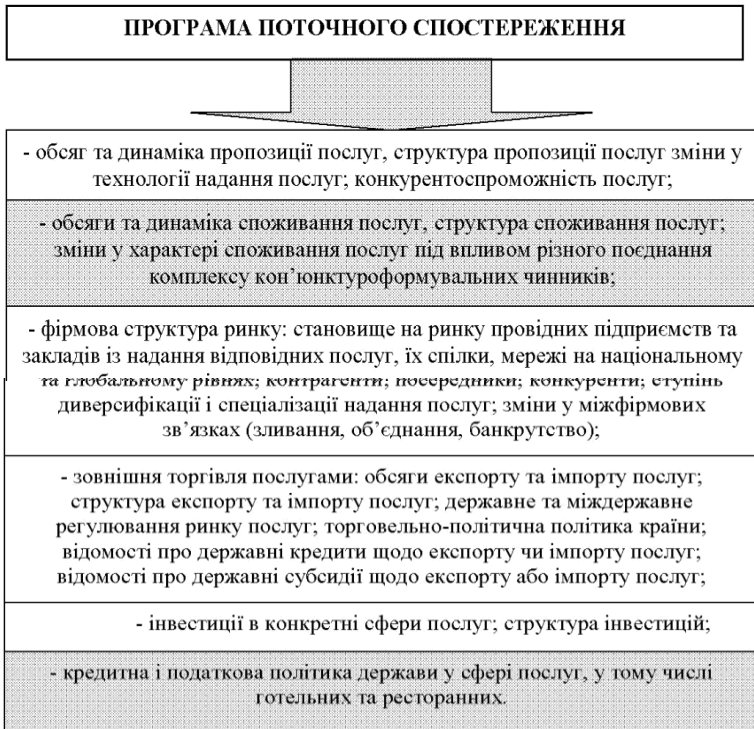 ПРОГРАМА ПОТОЧНОГО СПОСТЕРЕЖЕННЯ
- обсяг та динаміка пропозиції послуг, структура пропозиції послуг зміни у
технології надання послуг; конкурентоспроможність послуг;
- обсяги та динаміка споживання послуг, структура споживання послуг;
зміни у характері споживання послуг під впливом різного поєднання
комплексу кон’юнктуроформувальних чинників;
- фірмова структура ринку: становище на ринку провідних підприємств та
закладів із надання відповідних послуг, їх спілки, мережі на національному
та глобальному рівнях; контрагенти; посередники; конкуренти; ступінь
диверсифікації і спеціалізації надання послуг; зміни у міжфірмових
зв’язках (зливання, об’єднання, банкрутство);
- зовнішня торгівля послугами: обсяги експорту та імпорту послуг;
структура експорту та імпорту послуг; державне та міждержавне
регулювання ринку послуг; торговельно-політична політика країни;
відомості про державні кредити щодо експорту чи імпорту послуг;
відомості про державні субсидії щодо експорту або імпорту послуг;
- інвестиції в конкретні сфери послуг; структура інвестицій;
- кредитна і податкова політика держави у сфері послуг, у тому числі
готельних та ресторанних.